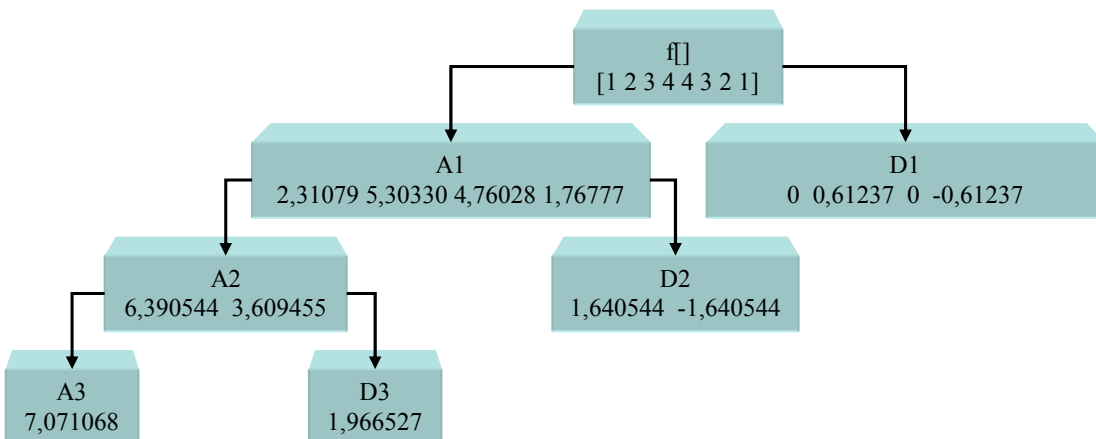 f[]
[1 2 3 4 4 3 2 1]
A1
2,31079 5,30330 4,76028 1,76777
D1
0 0,61237 0 -0,61237
A2
6,390544 3,609455
D2
1,640544 -1,640544
A3
7,071068
D3
1,966527